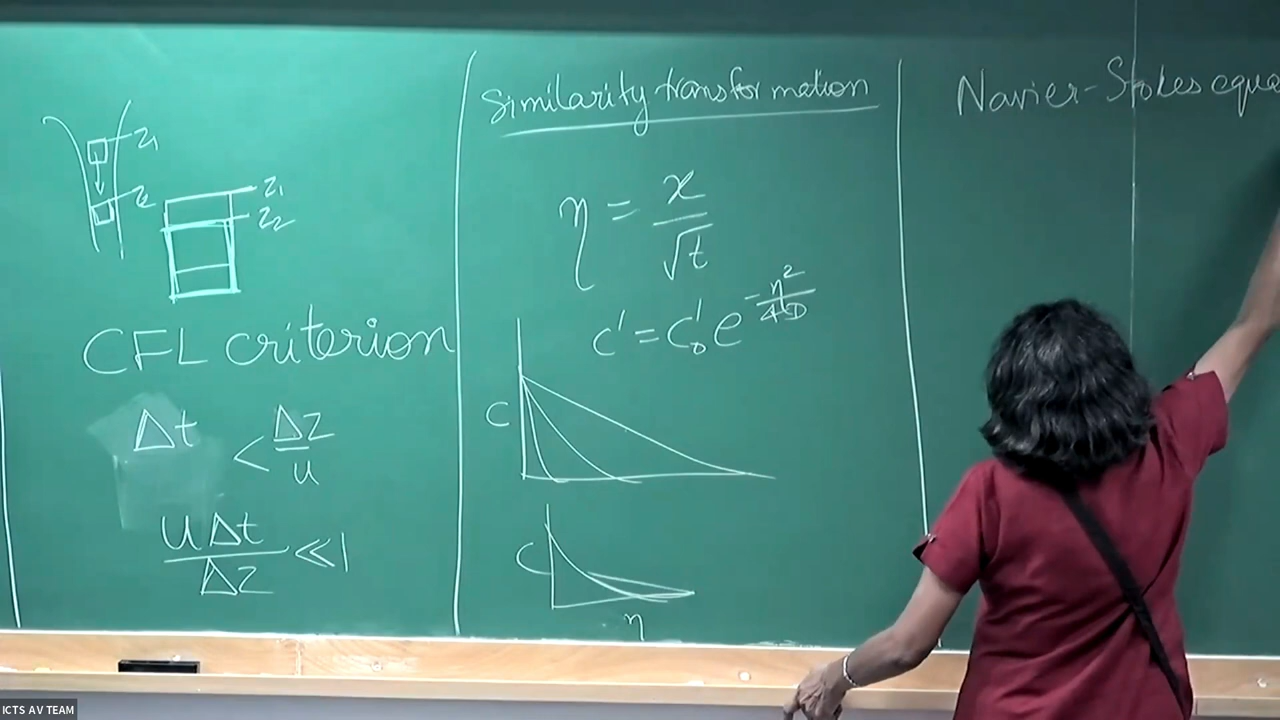 z₁
z₂
z₁
z₂
CFL criterion
Δt < Δz/u
uΔt/Δz ≪ 1
Similarity transformation
η = x/√t
c' = c'₀ e^(-η²/4D)
C
C
η
Navier-Stokes equa
ICTS AV TEAM